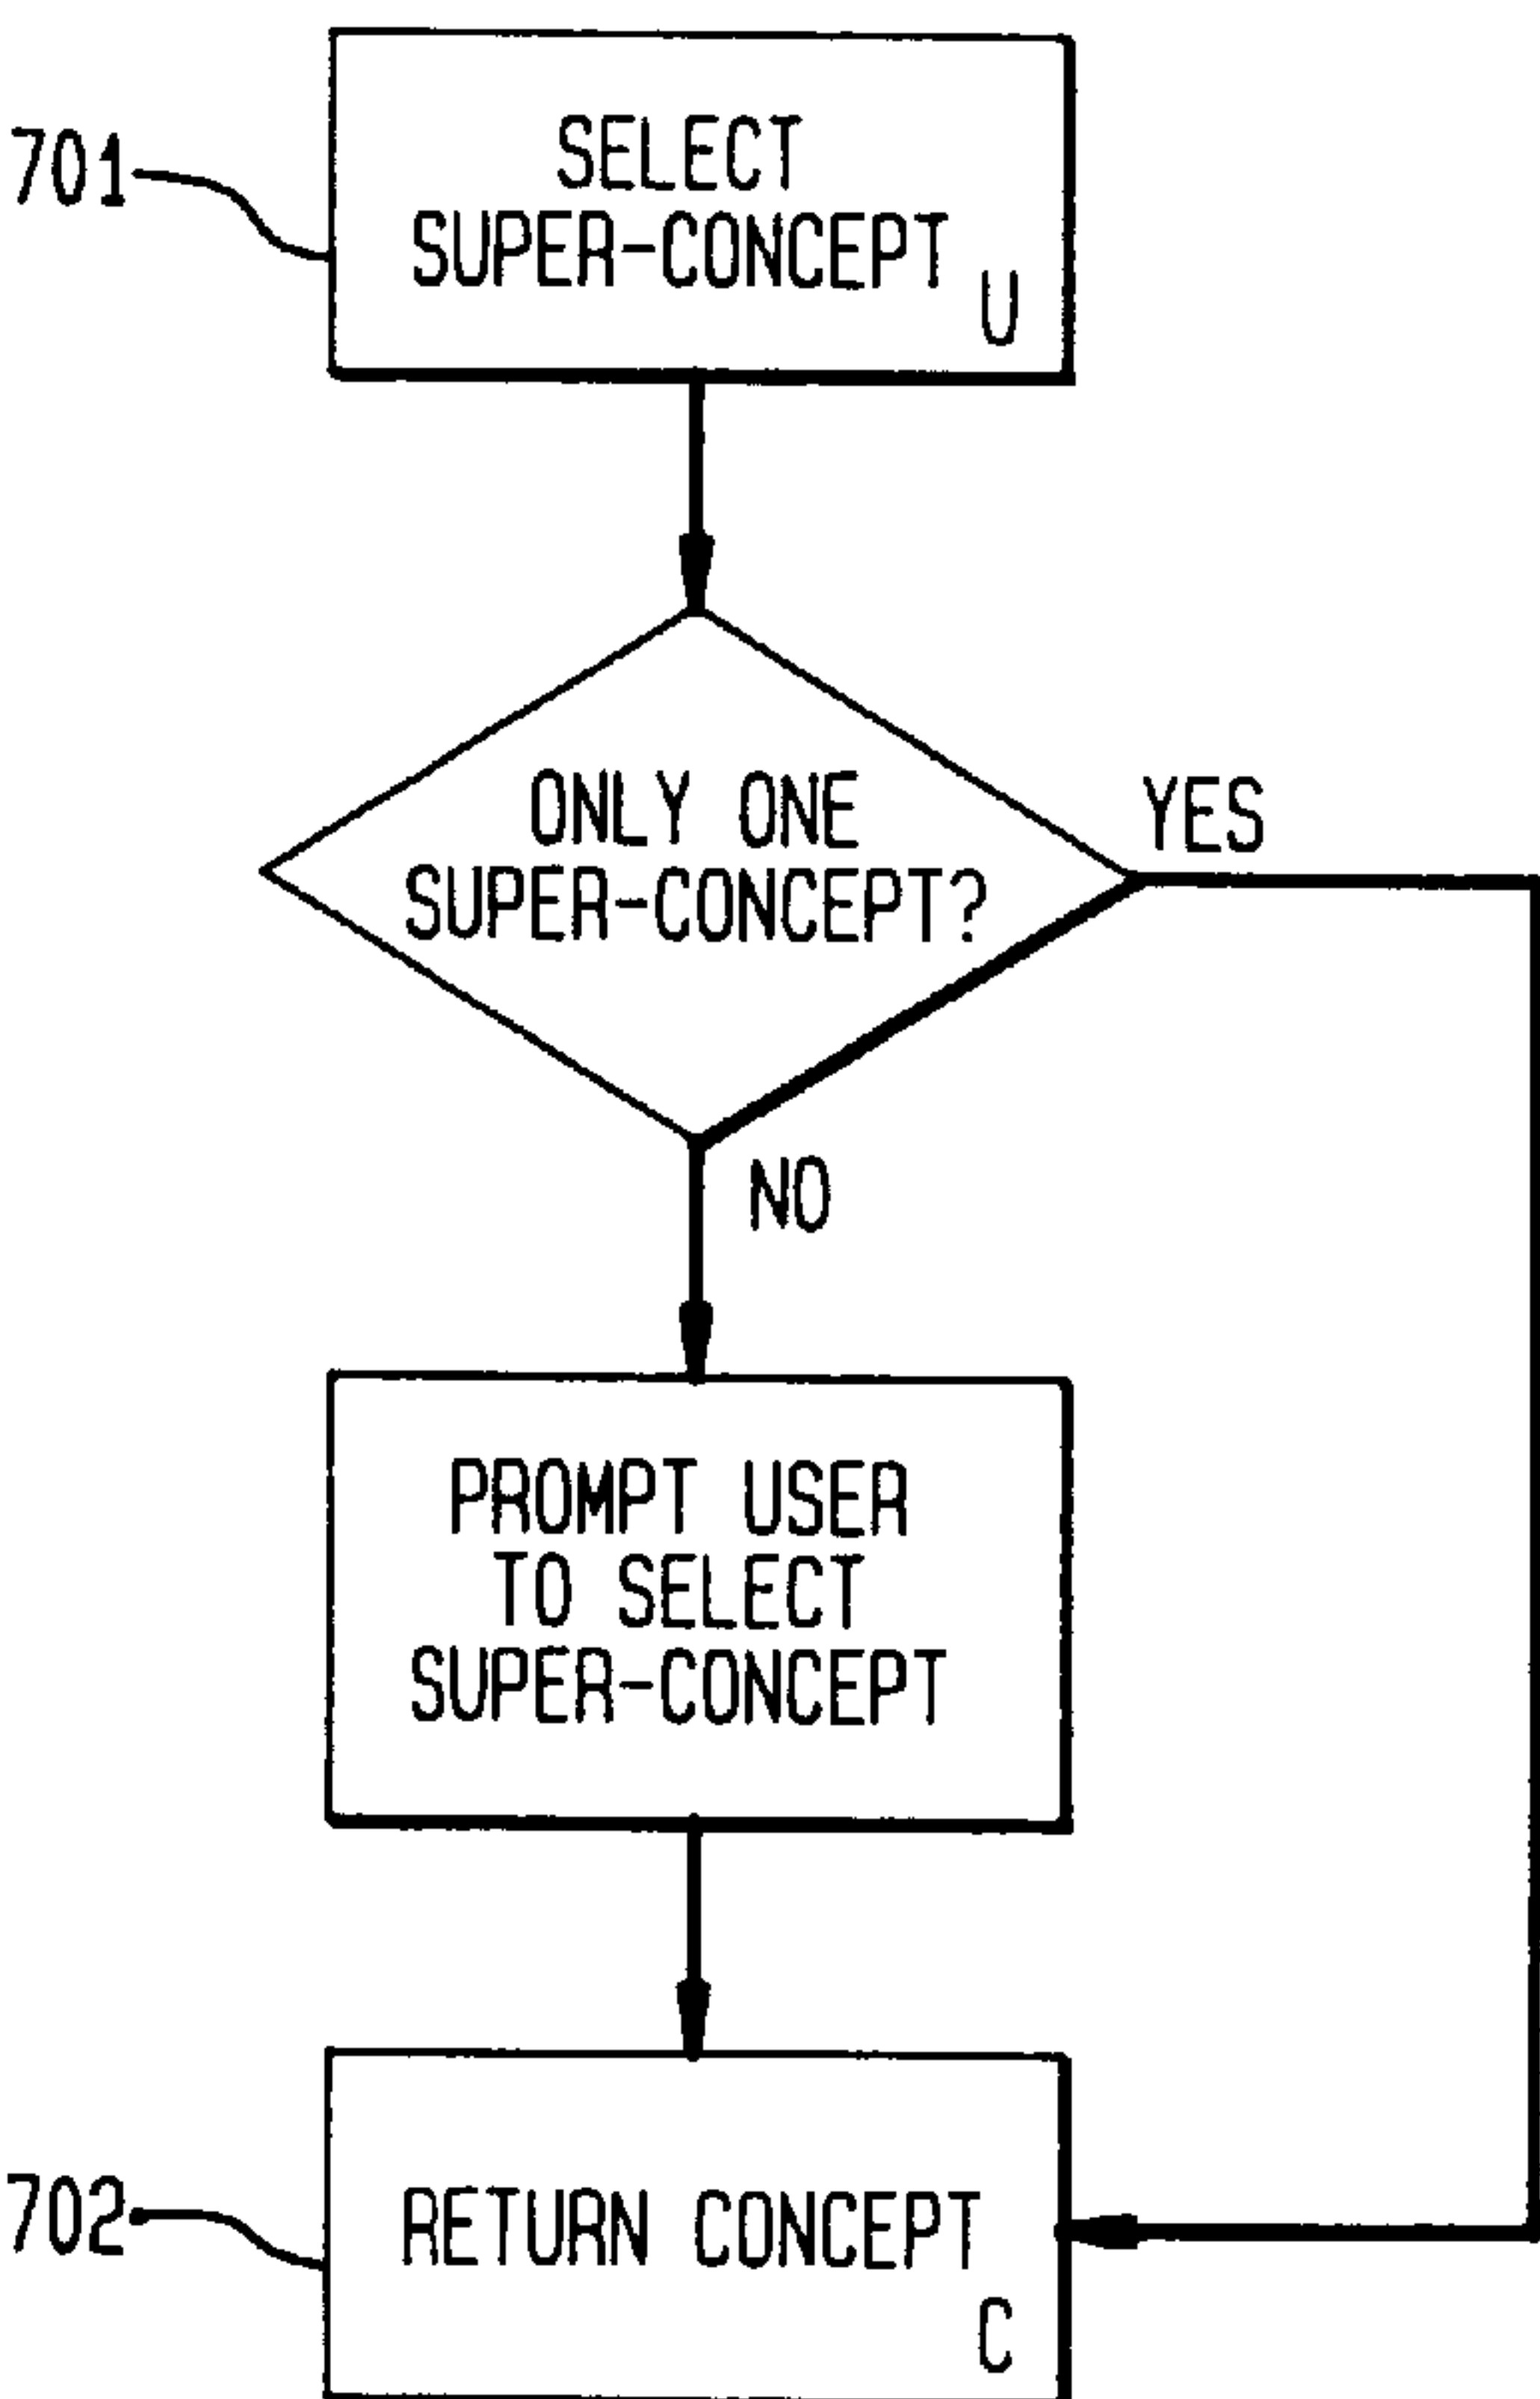 701
SELECT
SUPER-CONCEPT
U
ONLY ONE
SUPER-CONCEPT?
YES
NO
PROMPT USER
TO SELECT
SUPER-CONCEPT
702
RETURN CONCEPT
C